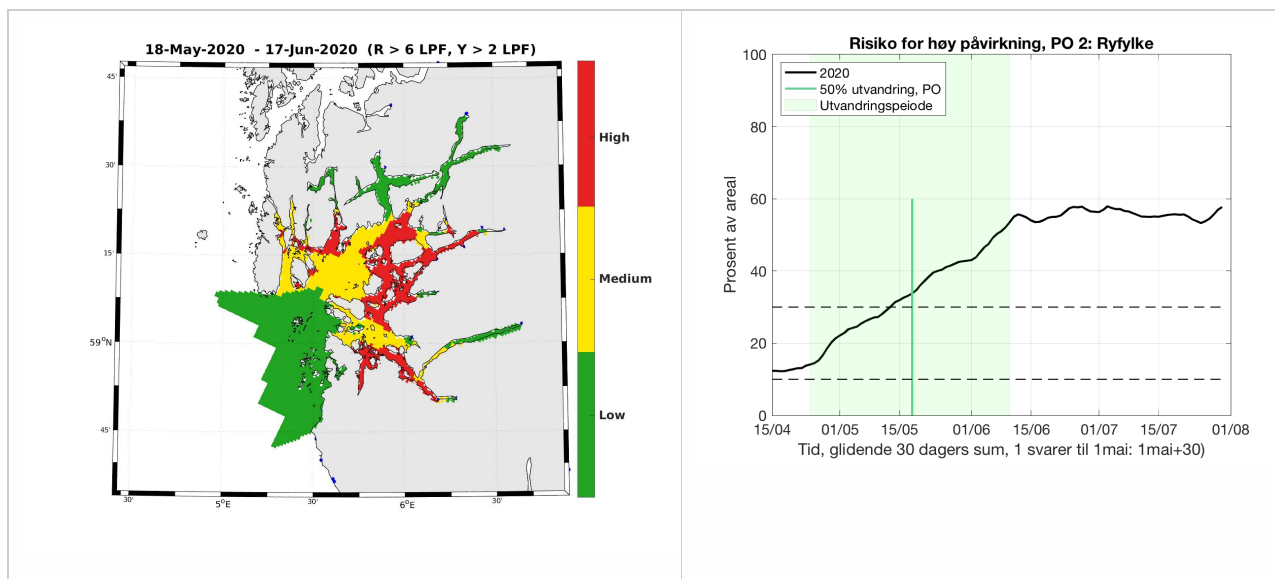 18-May-2020 - 17-Jun-2020 (R > 6 LPF, Y > 2 LPF)
45'
30'
15'
59°N
45'
30'
5°E
30'
6°E
30'
High
Medium
Low
Risiko for høy påvirkning, PO 2: Ryfylke
2020
50% utvandring, PO
Utvandringspeiode
Prosent av areal
100
80
60
40
20
0
15/04
01/05
15/05
01/06
15/06
01/07
15/07
01/08
Tid, glidende 30 dagers sum, 1 svarer til 1mai: 1mai+30)